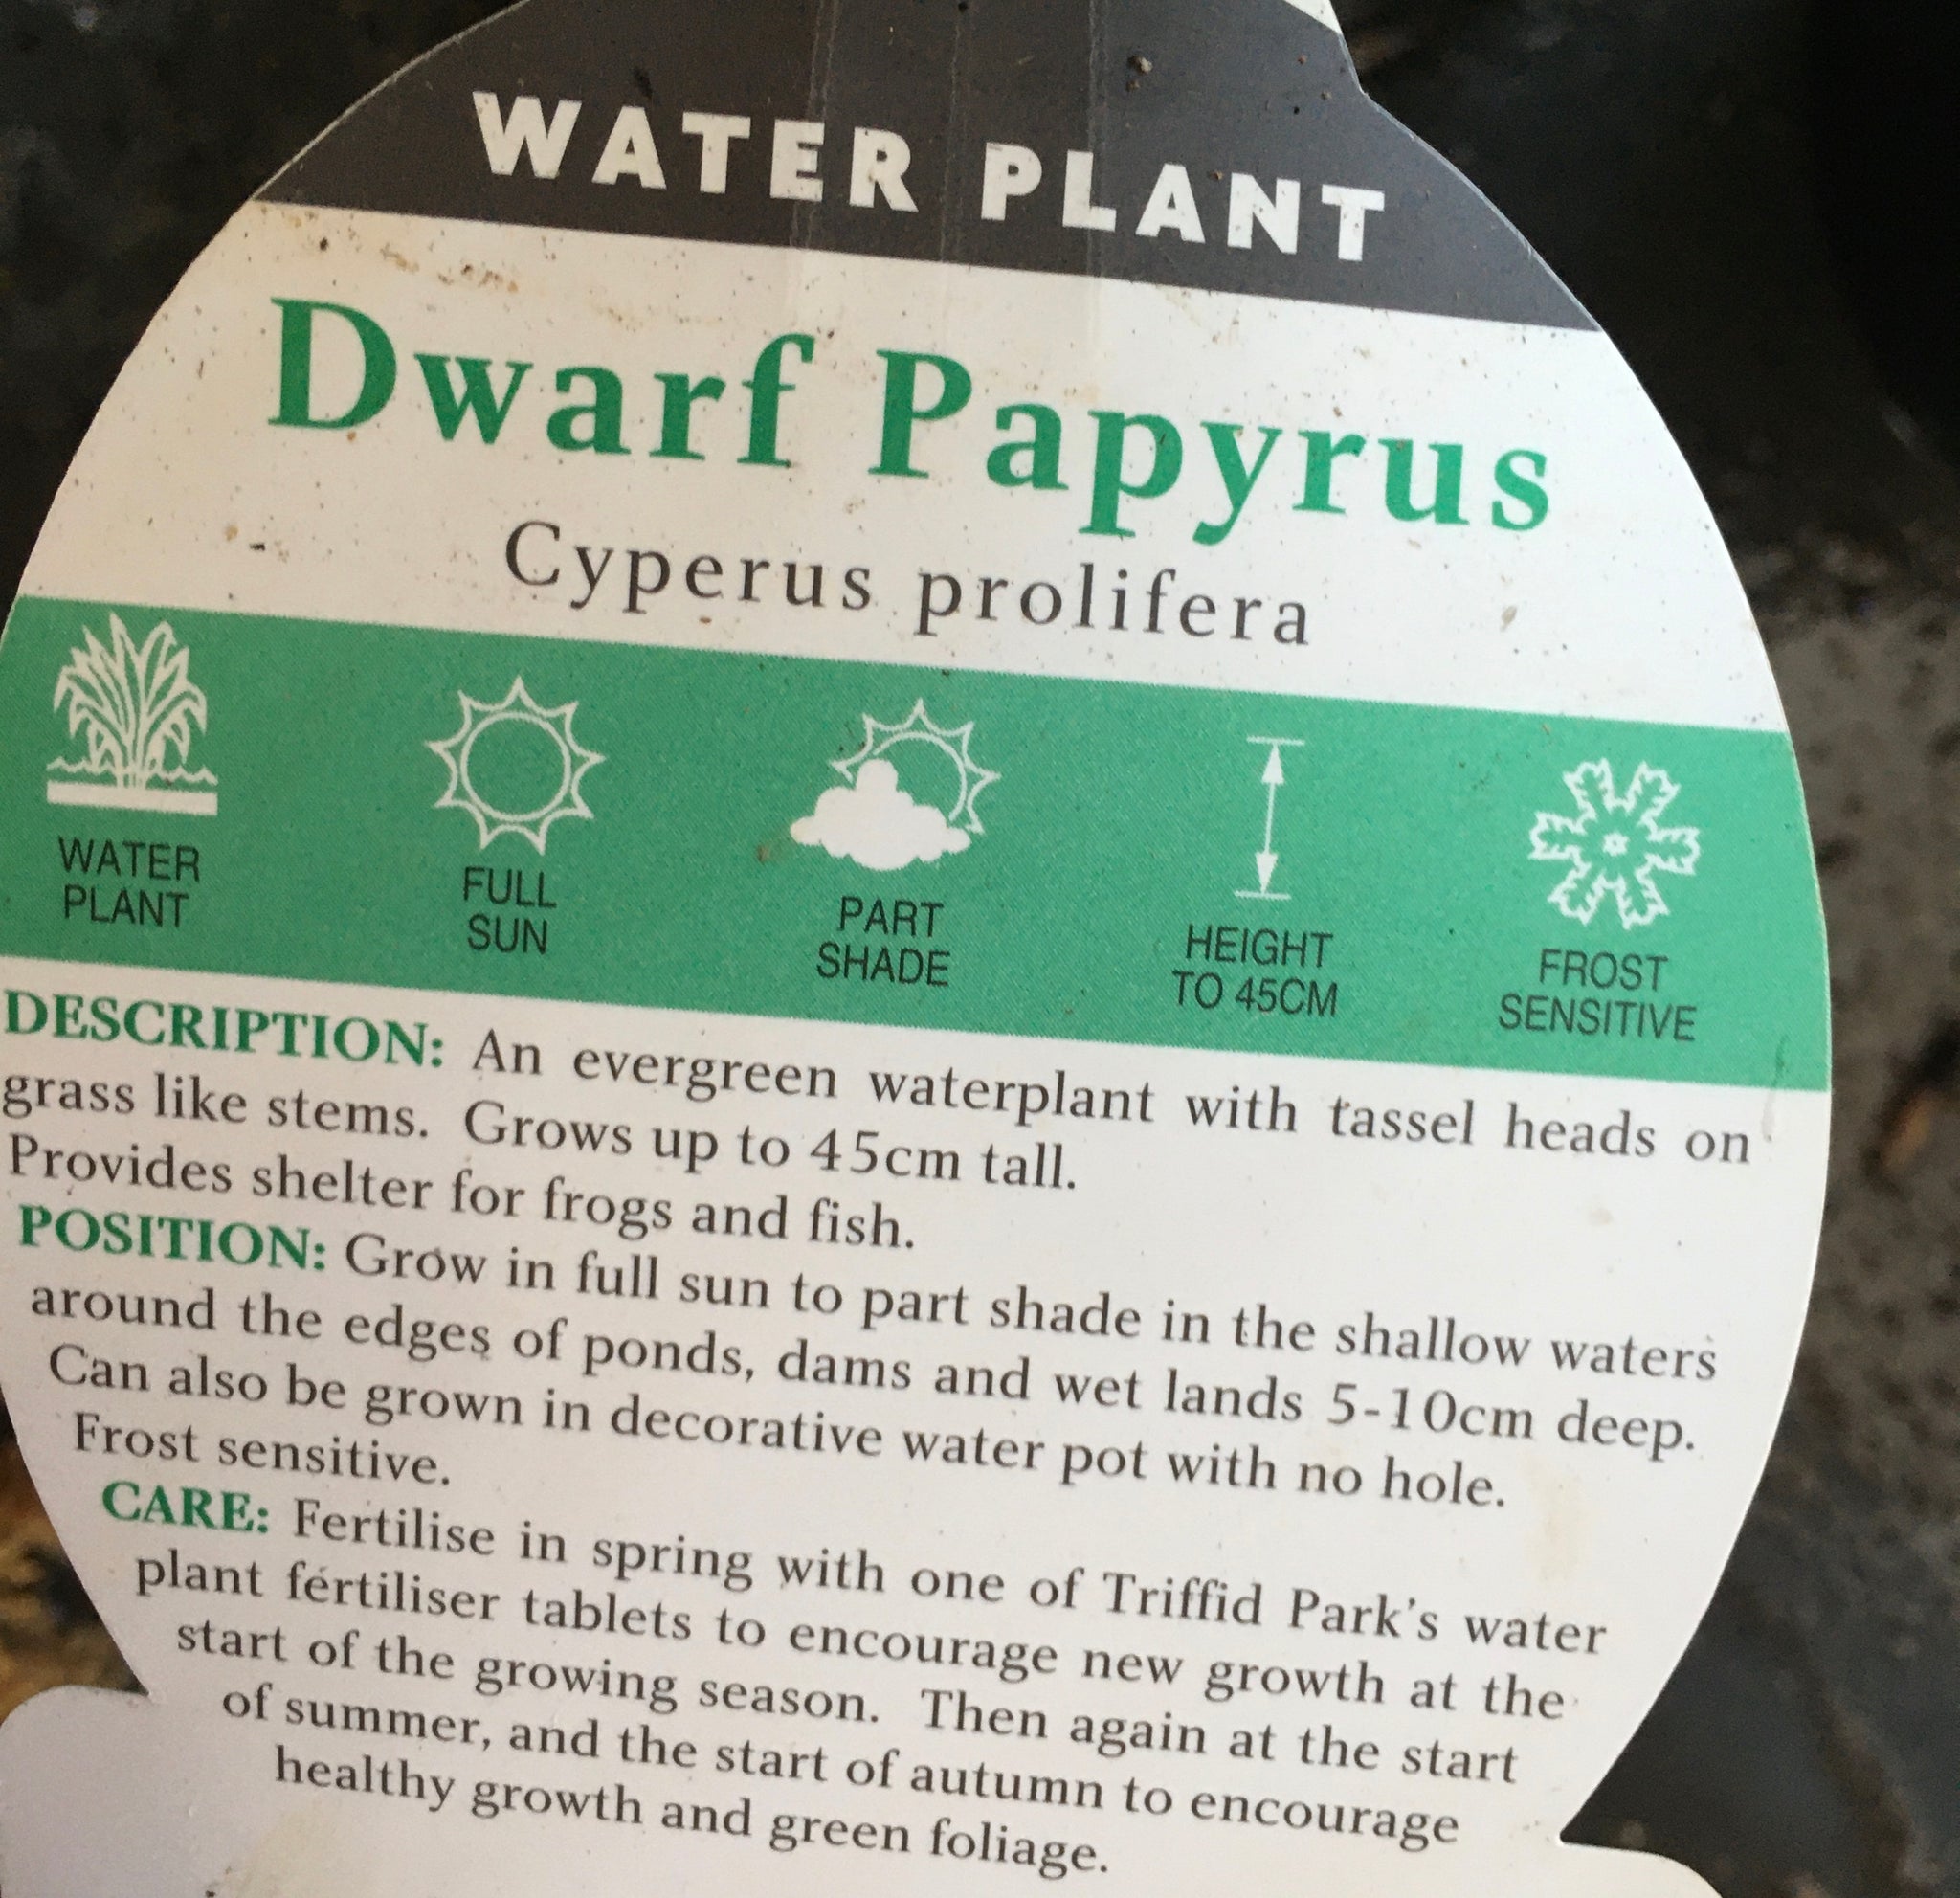 WATER PLANT
Dwarf Papyrus
Cyperus prolifera
WATER
PLANT
FULL
SUN
PART
SHADE
HEIGHT
TO 45CM
FROST
SENSITIVE
DESCRIPTION: An evergreen waterplant with tassel heads on
grass like stems. Grows up to 45cm tall.
Provides shelter for frogs and fish.
POSITION: Grow in full sun to part shade in the shallow waters
around the edges of ponds, dams and wet lands 5-10cm deep.
Can also be grown in decorative water pot with no hole.
Frost sensitive.
CARE: Fertilise in spring with one of Triffid Park's water
plant fertiliser tablets to encourage new growth at the
start of the growing season. Then again at the start
of summer, and the start of autumn to encourage
healthy growth and green foliage.